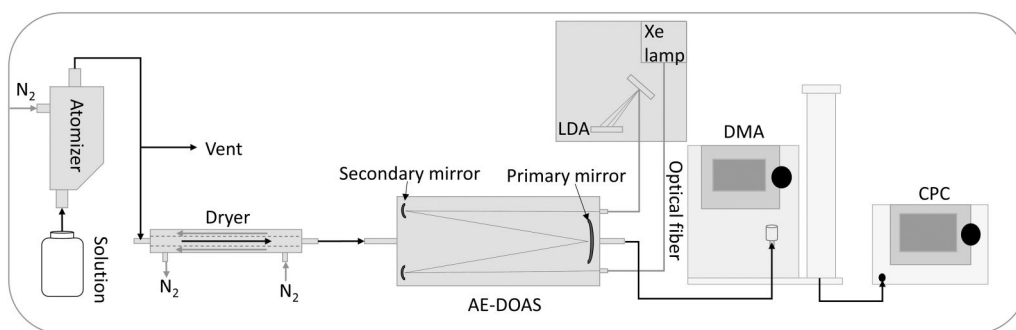 N2
Atomizer
Vent
Solution
Dryer
N2
N2
Secondary mirror
Primary mirror
AE-DOAS
Xe
lamp
LDA
Optical fiber
DMA
CPC